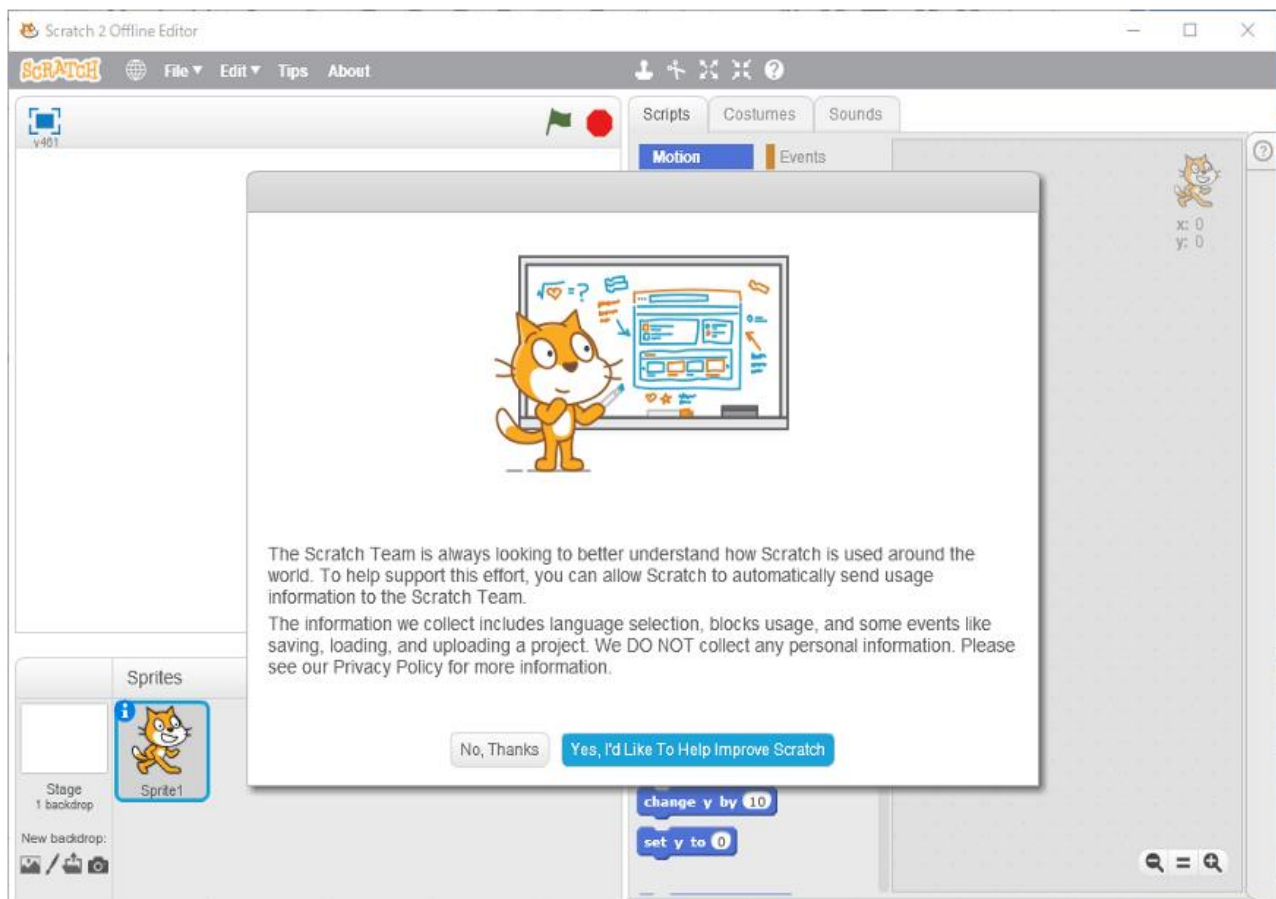 Scratch 2 Offline Editor
SCRATCH File Edit Tips About
v461
Scripts Costumes Sounds
Motion Events
x: 0
y: 0
√ = ?
The Scratch Team is always looking to better understand how Scratch is used around the
world. To help support this effort, you can allow Scratch to automatically send usage
information to the Scratch Team.
The information we collect includes language selection, blocks usage, and some events like
saving, loading, and uploading a project. We DO NOT collect any personal information. Please
see our Privacy Policy for more information.
No, Thanks Yes, I'd Like To Help Improve Scratch
Sprites
Stage
1 backdrop
Sprite1
New backdrop:
change y by 10
set y to 0